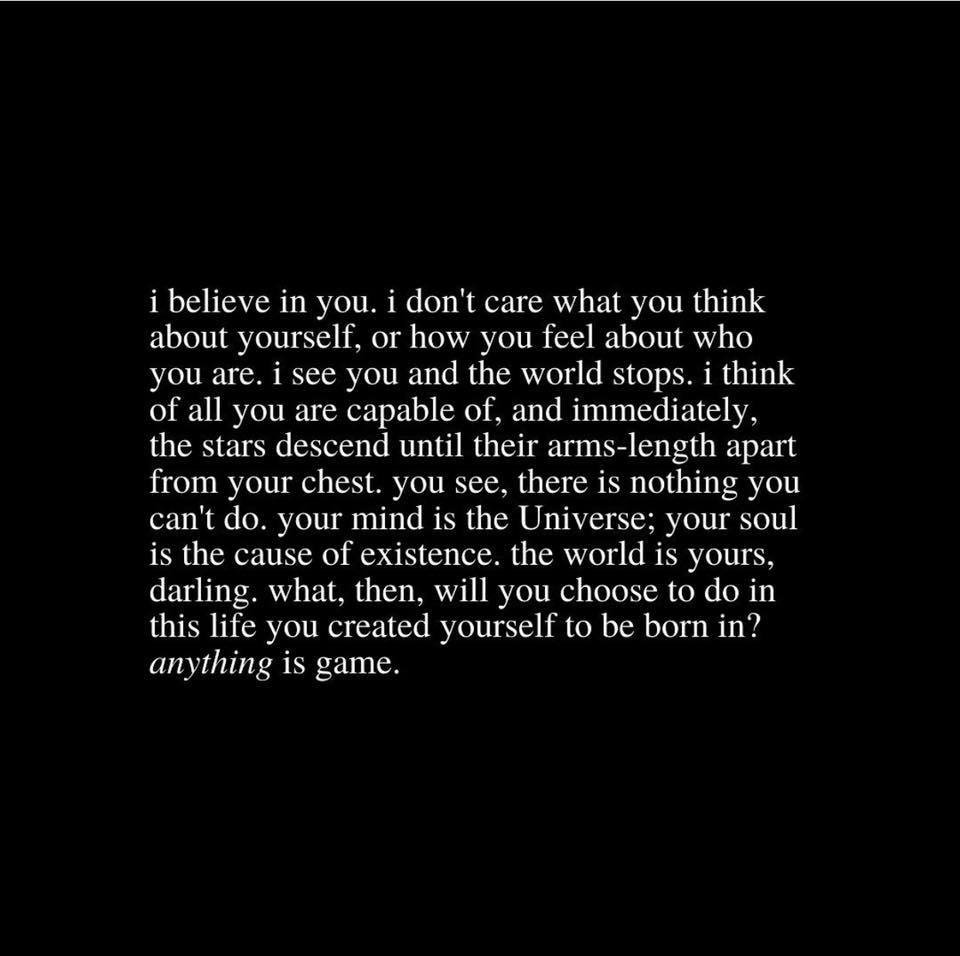 i believe in you. i don't care what you think
about yourself, or how you feel about who
you are. i see you and the world stops. i think
of all you are capable of, and immediately,
the stars descend until their arms-length apart
from your chest. you see, there is nothing you
can't do. your mind is the Universe; your soul
is the cause of existence. the world is yours,
darling. what, then, will you choose to do in
this life you created yourself to be born in?
anything is game.